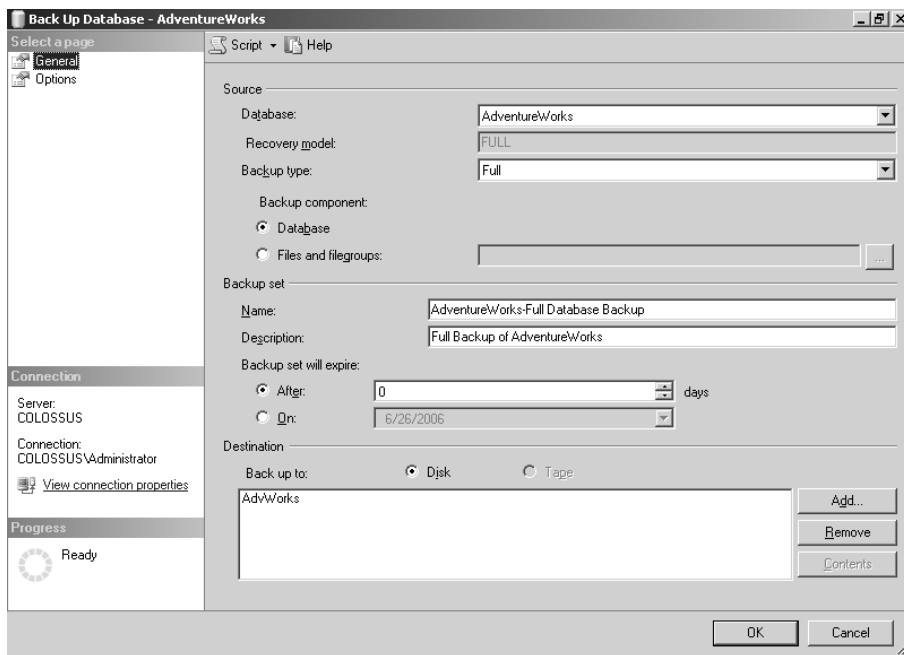 Back Up Database - AdventureWorks
Select a page
General
Options
Script
Help
Source
Database:
AdventureWorks
Recovery model:
FULL
Backup type:
Full
Backup component:
Database
Files and filegroups:
...
Backup set
Name:
AdventureWorks-Full Database Backup
Description:
Full Backup of AdventureWorks
Backup set will expire:
After:
0
days
On:
6/26/2006
Destination
Back up to:
Disk
Tape
AdvWorks
Add...
Remove
Contents
Connection
Server:
COLOSSUS
Connection:
COLOSSUS\Administrator
View connection properties
Progress
Ready
OK
Cancel